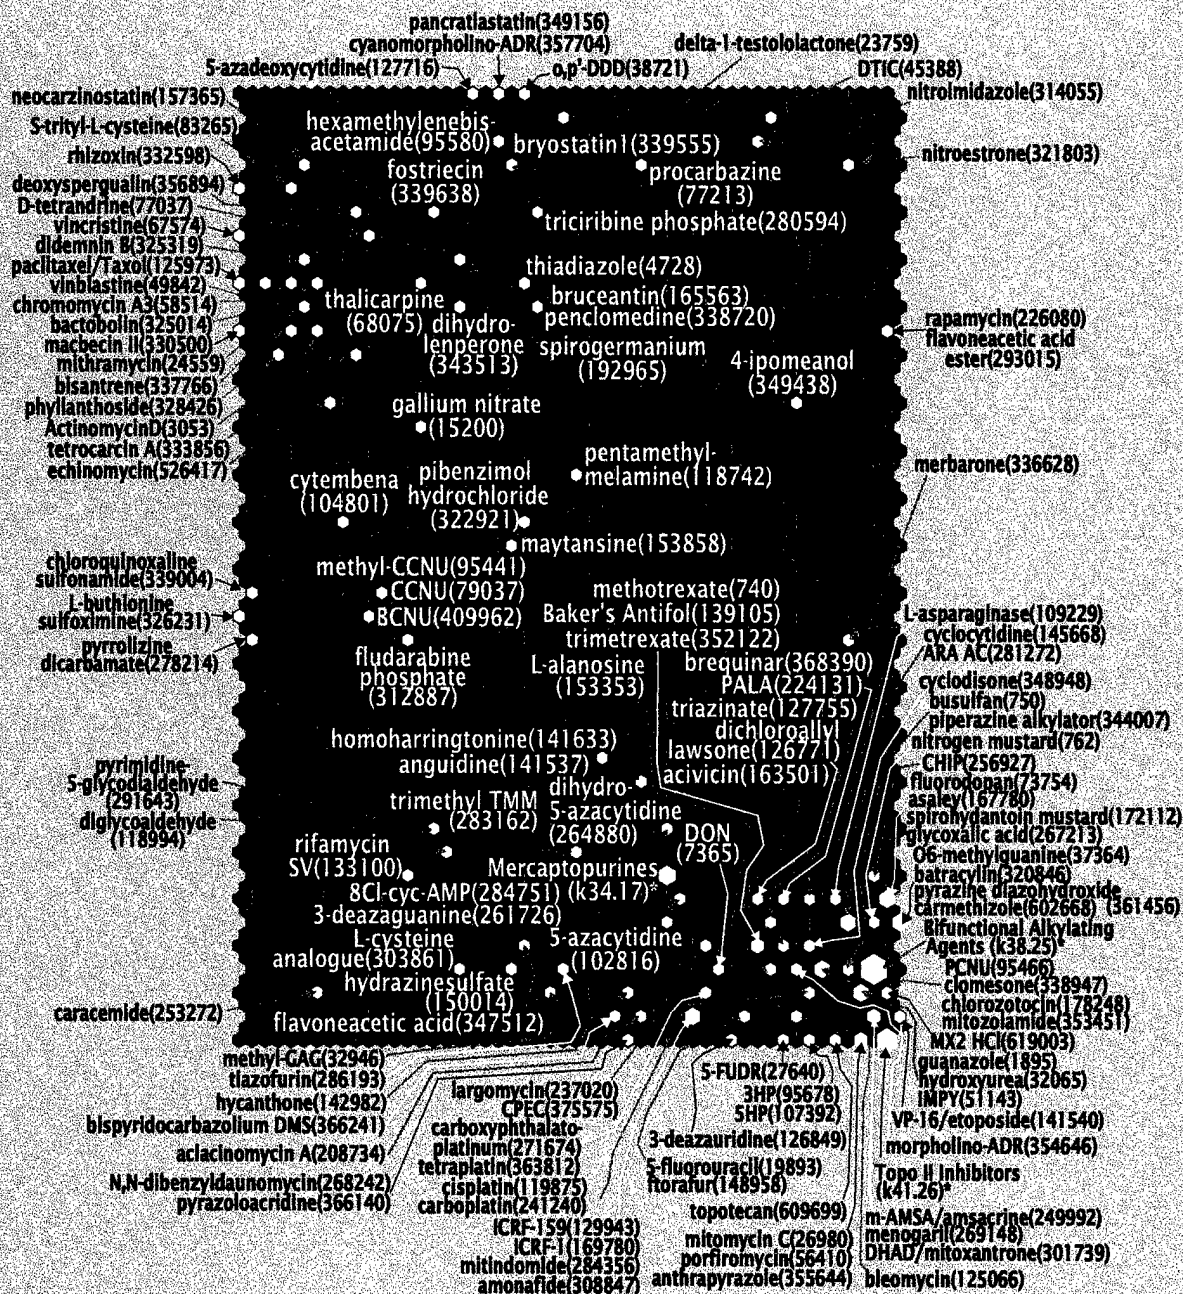 pancratiastatin(349156)
cyanomorpholino-ADR(357704)
5-azadeoxycytidine(127716)
o,p'-DDD(38721)
delta-1-testololactone(23759)
DTIC(45388)
neocarzinostatin(157365)
S-trityl-L-cysteine(83265)
rhizoxin(332598)
deoxyspergualin(356894)
D-tetrandrine(77037)
vincristine(67574)
didemnin B(325319)
paclitaxel/Taxol(125973)
vinblastine(49842)
chromomycin A3(58514)
bactobolin(325014)
macbecin II(330500)
mithramycin(24559)
bisantrene(337766)
phyllanthoside(328426)
ActinomycinD(3053)
tetrocarcin A(333856)
echinomycin(526417)
chloroquinoxaline
sulfonamide(339004)
L-buthionine
sulfoximine(326231)
pyrrolizine
dicarbamate(278214)
pyrimidine-
5-glycodialdehyde
(291643)
diglycoaldehyde
(118994)
caracemide(253272)
hexamethylenebis-
acetamide(95580)
bryostatin1(339555)
fostriecin
(339638)
procarbazine
(77213)
triciribine phosphate(280594)
thiadiazole(4728)
thalicarpine
(68075)
bruceantin(165563)
penclomedine(338720)
dihydro-
lenperone
(343513)
spirogermanium
(192965)
4-ipomeanol
(349438)
gallium nitrate
(15200)
pentamethyl-
melamine(118742)
cytembena
(104801)
pibenzimol
hydrochloride
(322921)
maytansine(153858)
methyl-CCNU(95441)
CCNU(79037)
BCNU(409962)
methotrexate(740)
Baker's Antifol(139105)
trimetrexate(352122)
fludarabine
phosphate
(312887)
L-alanosine
(153353)
brequinar(368390)
PALA(224131)
triazinate(127755)
dichloroallyl
lawsone(126771)
acivicin(163501)
homoharringtonine(141633)
anguidine(141537)
trimethyl TMM
(283162)
dihydro-
5-azacytidine
(264880)
DON
(7365)
rifamycin
SV(133100)
Mercaptopurines
(k34.17)*
8Cl-cyc-AMP(284751)
3-deazaguanine(261726)
L-cysteine
analogue(303861)
5-azacytidine
(102816)
hydrazinesulfate
(150014)
flavoneacetic acid(347512)
nitroimidazole(314055)
nitroestrone(321803)
rapamycin(226080)
flavoneacetic acid
ester(293015)
merbarone(336628)
L-asparaginase(109229)
cyclocytidine(145668)
ARA AC(281272)
cyclodisone(348948)
busulfan(750)
piperazine alkylator(344007)
nitrogen mustard(762)
CHIP(256927)
fluorodopan(73754)
asaley(167780)
spirohydantoin mustard(172112)
glycoxalic acid(267213)
O6-methylguanine(37364)
batracylin(320846)
pyrazine diazohydroxide
(361456)
carmethizole(602668)
Bifunctional Alkylating
Agents (k38.25)*
PCNU(95466)
clomesone(338947)
chlorozotocin(178248)
mitozolamide(353451)
MX2 HCl(619003)
guanazole(1895)
hydroxyurea(32065)
IMPY(51143)
VP-16/etoposide(141540)
morpholino-ADR(354646)
Topo II Inhibitors
(k41.26)*
m-AMSA/amsacrine(249992)
menogaril(269148)
DHAD/mitoxantrone(301739)
bleomycin(125066)
methyl-GAG(32946)
tiazofurin(286193)
hycanthone(142982)
bispyridocarbazolium DMS(366241)
aclacinomycin A(208734)
N,N-dibenzyldaunomycin(268242)
pyrazoloacridine(366140)
largomycin(237020)
CPEC(375575)
carboxyphthalato-
platinum(271674)
tetraplatin(363812)
cisplatin(119875)
carboplatin(241240)
ICRF-159(129943)
ICRF-1(169780)
mitindomide(284356)
amonafide(308847)
5-FUDR(27640)
3HP(95678)
5HP(107392)
3-deazauridine(126849)
5-fluorouracil(19893)
ftorafur(148958)
topotecan(609699)
mitomycin C(26980)
porfiromycin(56410)
anthrapyrazole(355644)